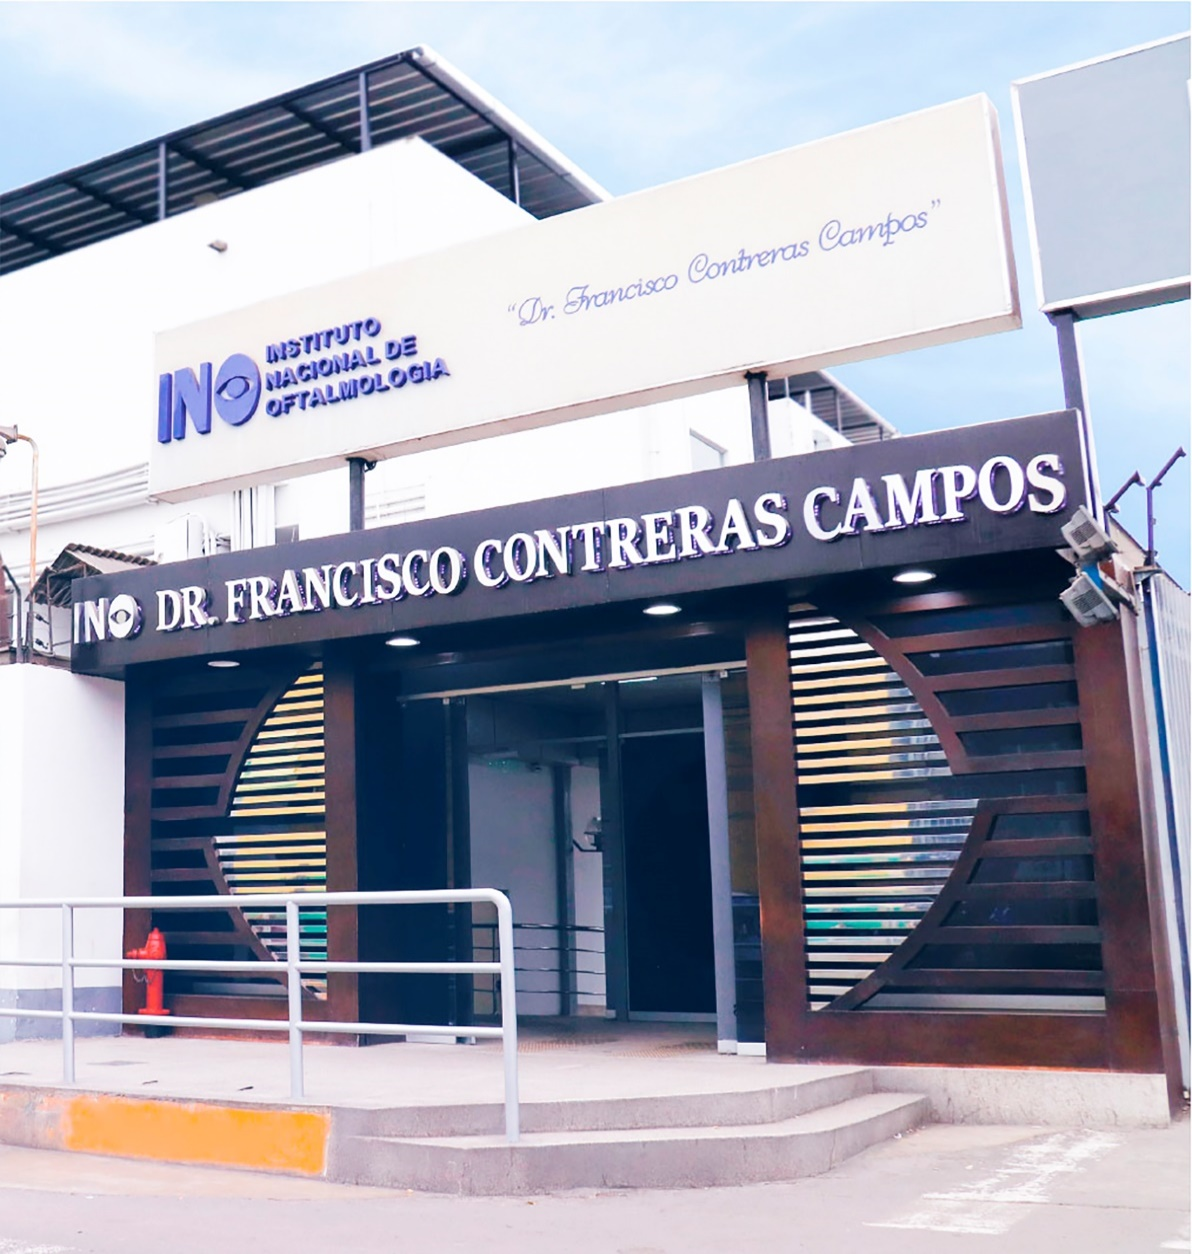 "Dr. Francisco Contreras Campos"
INO
INSTITUTO
NACIONAL DE
OFTALMOLOGIA
INO DR. FRANCISCO CONTRERAS CAMPOS